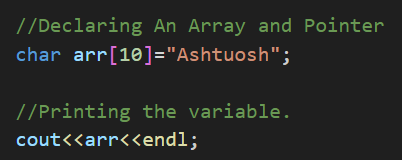 //Declaring An Array and Pointer
char arr[10]="Ashtuosh";
//Printing the variable.
cout<<arr<<endl;